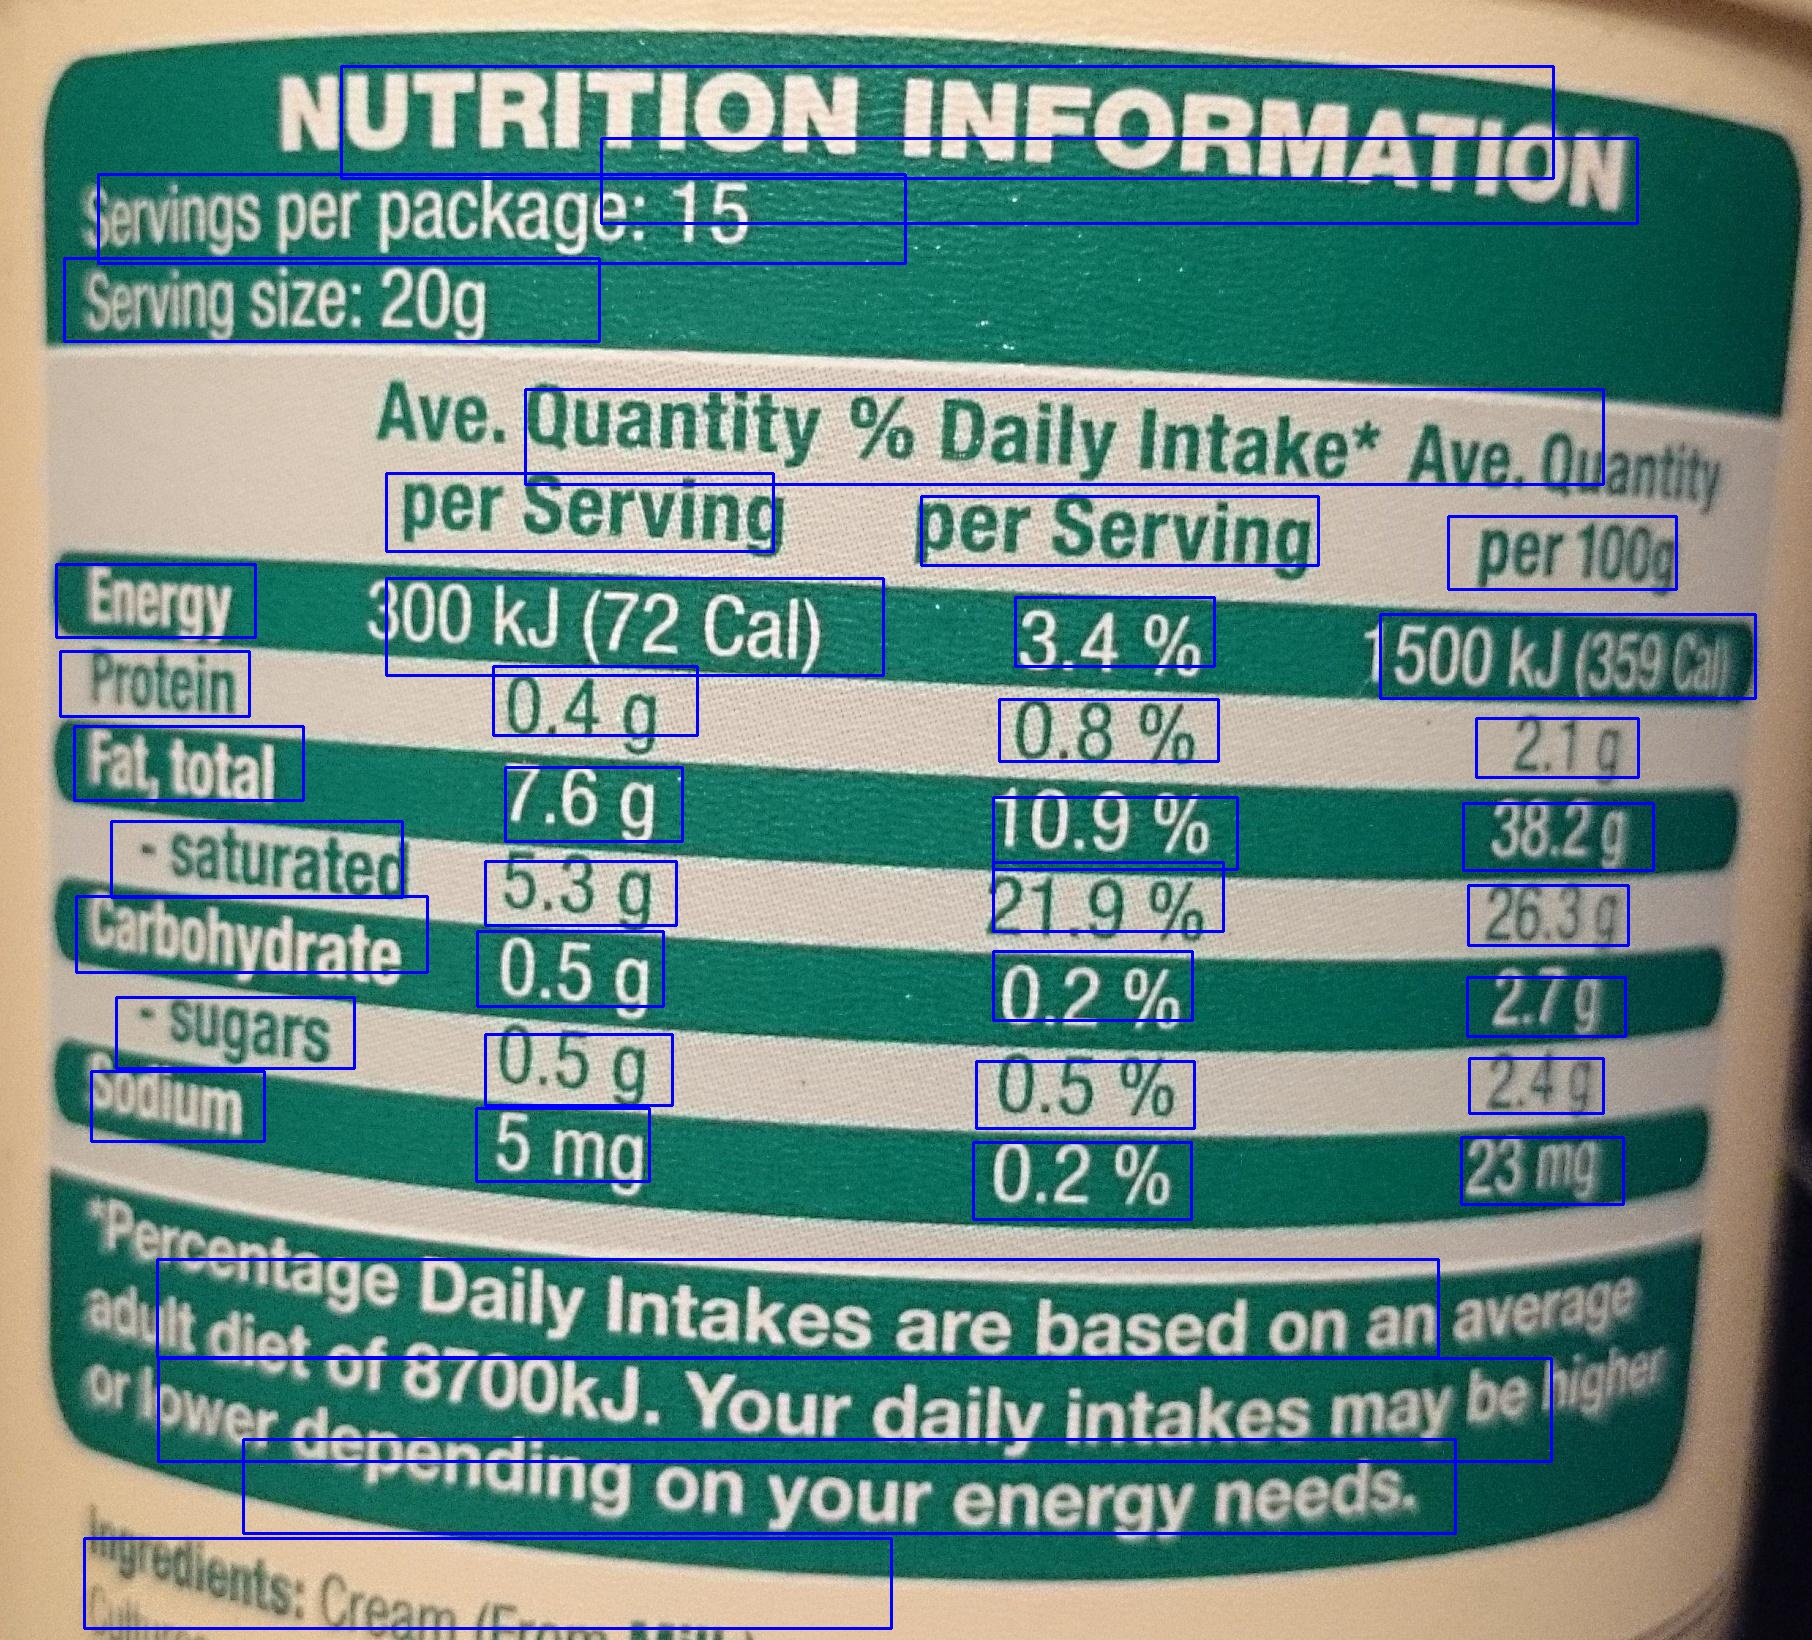 NUTRITION INFORMATION
Servings per package: 15
Serving size: 20g
Ave. Quantity % Daily Intake* Ave. Quantity
per Serving per Serving per 100g
Energy 300 kJ (72 Cal) 3.4 % 1500 kJ (359 Cal)
Protein 0.4 g 0.8 % 2.1 g
Fat, total 7.6 g 10.9 % 38.2 g
- saturated 5.3 g 21.9 % 26.3 g
Carbohydrate 0.5 g 0.2 % 2.7 g
- sugars 0.5 g 0.5 % 2.4 g
Sodium 5 mg 0.2 % 23 mg
*Percentage Daily Intakes are based on an average
adult diet of 8700kJ. Your daily intakes may be higher
or lower depending on your energy needs.
Ingredients: Cream (From